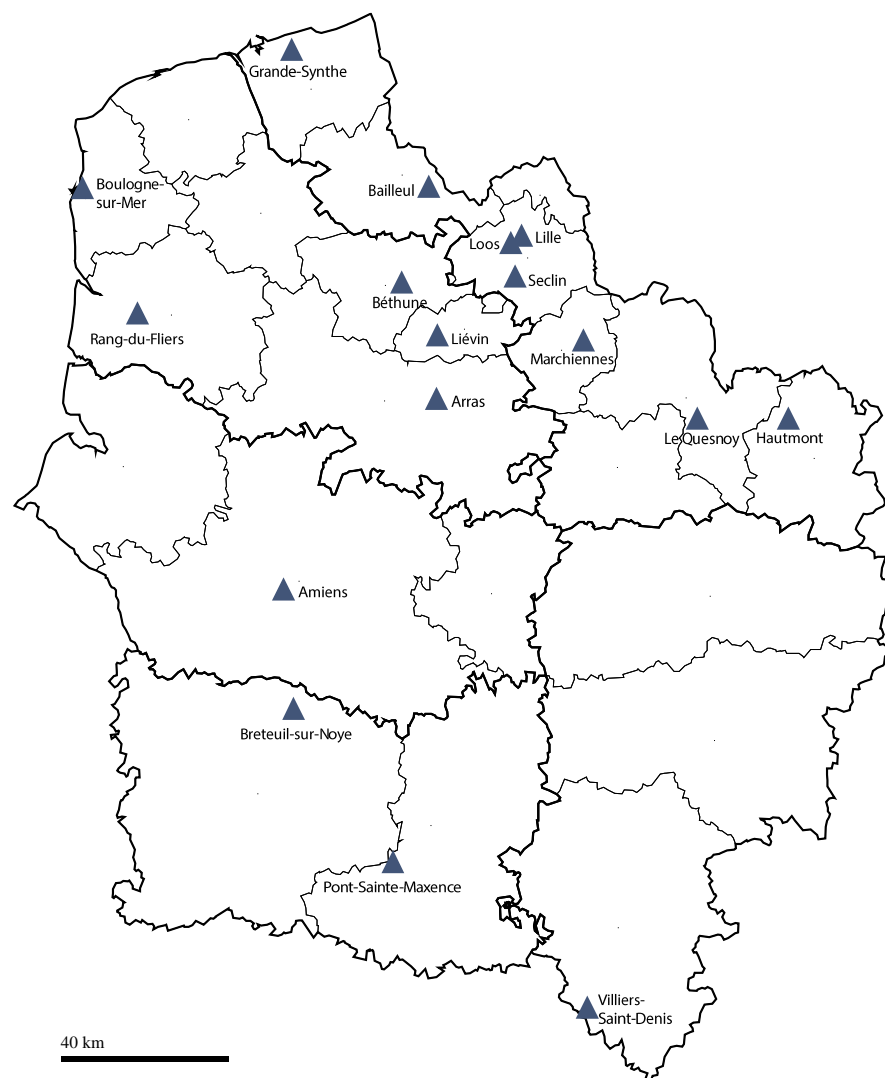 Grande-Synthe
Boulogne-
sur-Mer
Bailleul
Loos
Lille
Seclin
Béthune
Rang-du-Fliers
Liévin
Marchiennes
Arras
Le Quesnoy
Hautmont
Amiens
Breteuil-sur-Noye
Pont-Sainte-Maxence
Villiers-
Saint-Denis
40 km